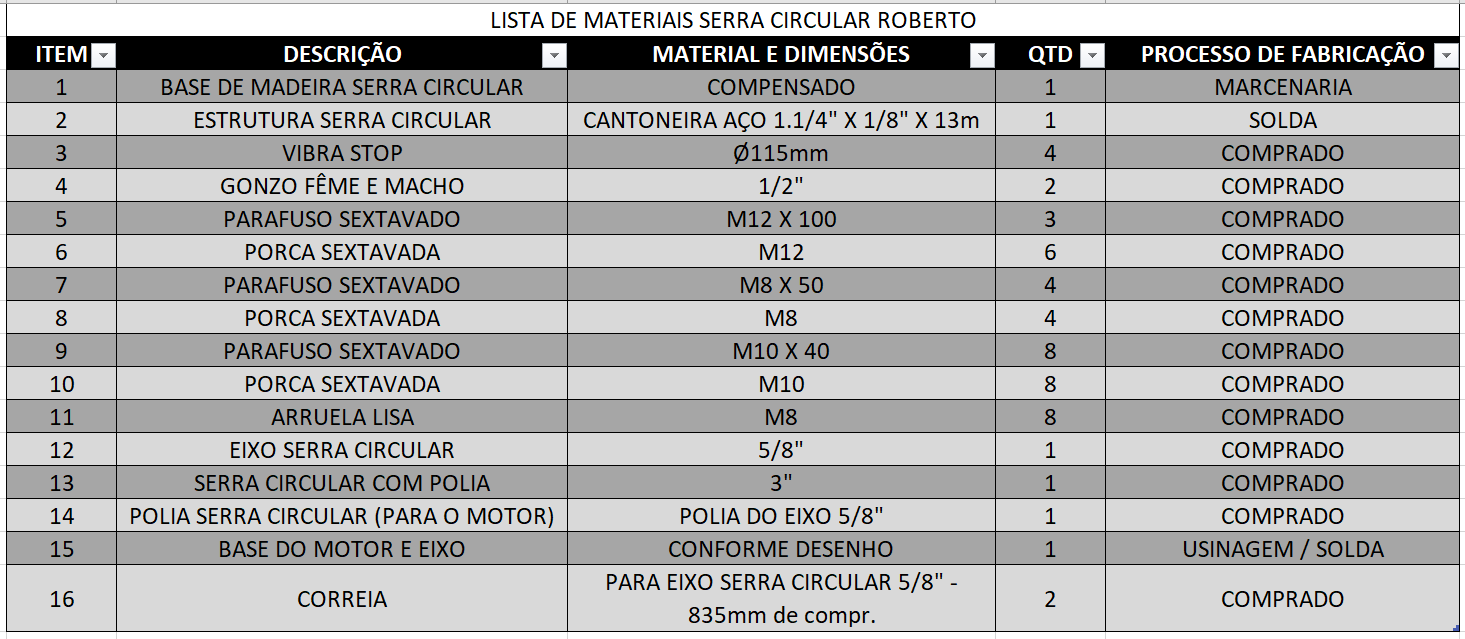 LISTA DE MATERIAIS SERRA CIRCULAR ROBERTO
ITEM DESCRIÇÃO MATERIAL E DIMENSÕES QTD PROCESSO DE FABRICAÇÃO
1 BASE DE MADEIRA SERRA CIRCULAR COMPENSADO 1 MARCENARIA
2 ESTRUTURA SERRA CIRCULAR CANTONEIRA AÇO 1.1/4" X 1/8" X 13m 1 SOLDA
3 VIBRA STOP Ø115mm 4 COMPRADO
4 GONZO FÊME E MACHO 1/2" 2 COMPRADO
5 PARAFUSO SEXTAVADO M12 X 100 3 COMPRADO
6 PORCA SEXTAVADA M12 6 COMPRADO
7 PARAFUSO SEXTAVADO M8 X 50 4 COMPRADO
8 PORCA SEXTAVADA M8 4 COMPRADO
9 PARAFUSO SEXTAVADO M10 X 40 8 COMPRADO
10 PORCA SEXTAVADA M10 8 COMPRADO
11 ARRUELA LISA M8 8 COMPRADO
12 EIXO SERRA CIRCULAR 5/8" 1 COMPRADO
13 SERRA CIRCULAR COM POLIA 3" 1 COMPRADO
14 POLIA SERRA CIRCULAR (PARA O MOTOR) POLIA DO EIXO 5/8" 1 COMPRADO
15 BASE DO MOTOR E EIXO CONFORME DESENHO 1 USINAGEM / SOLDA
16 CORREIA PARA EIXO SERRA CIRCULAR 5/8" -
835mm de compr. 2 COMPRADO